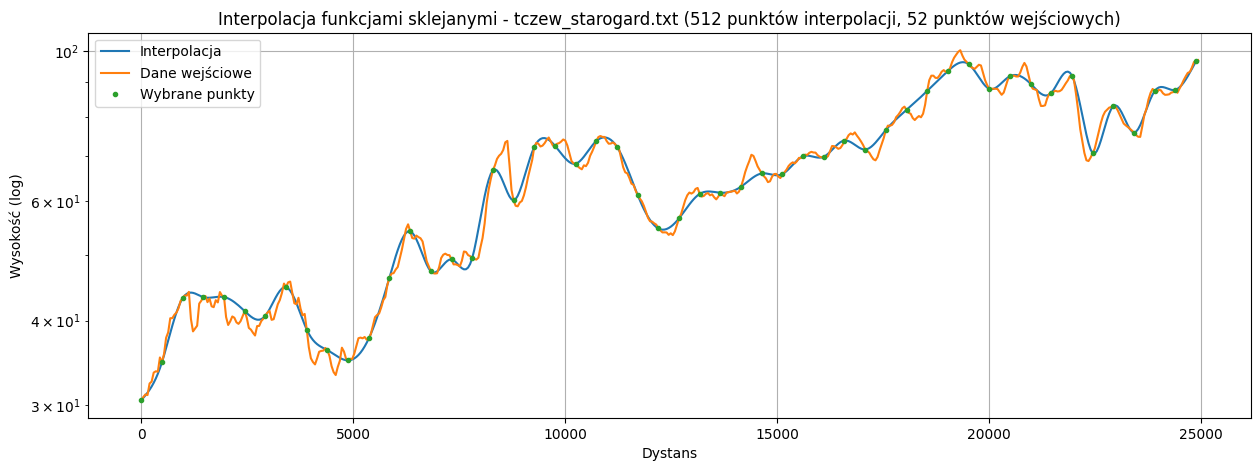 Interpolacja funkcjami sklejanymi - tczew_starogard.txt (512 punktów interpolacji, 52 punktów wejściowych)
Interpolacja
Dane wejściowe
Wybrane punkty
Wysokość (log)
10²
6 × 10¹
4 × 10¹
3 × 10¹
0
5000
10000
15000
20000
25000
Dystans